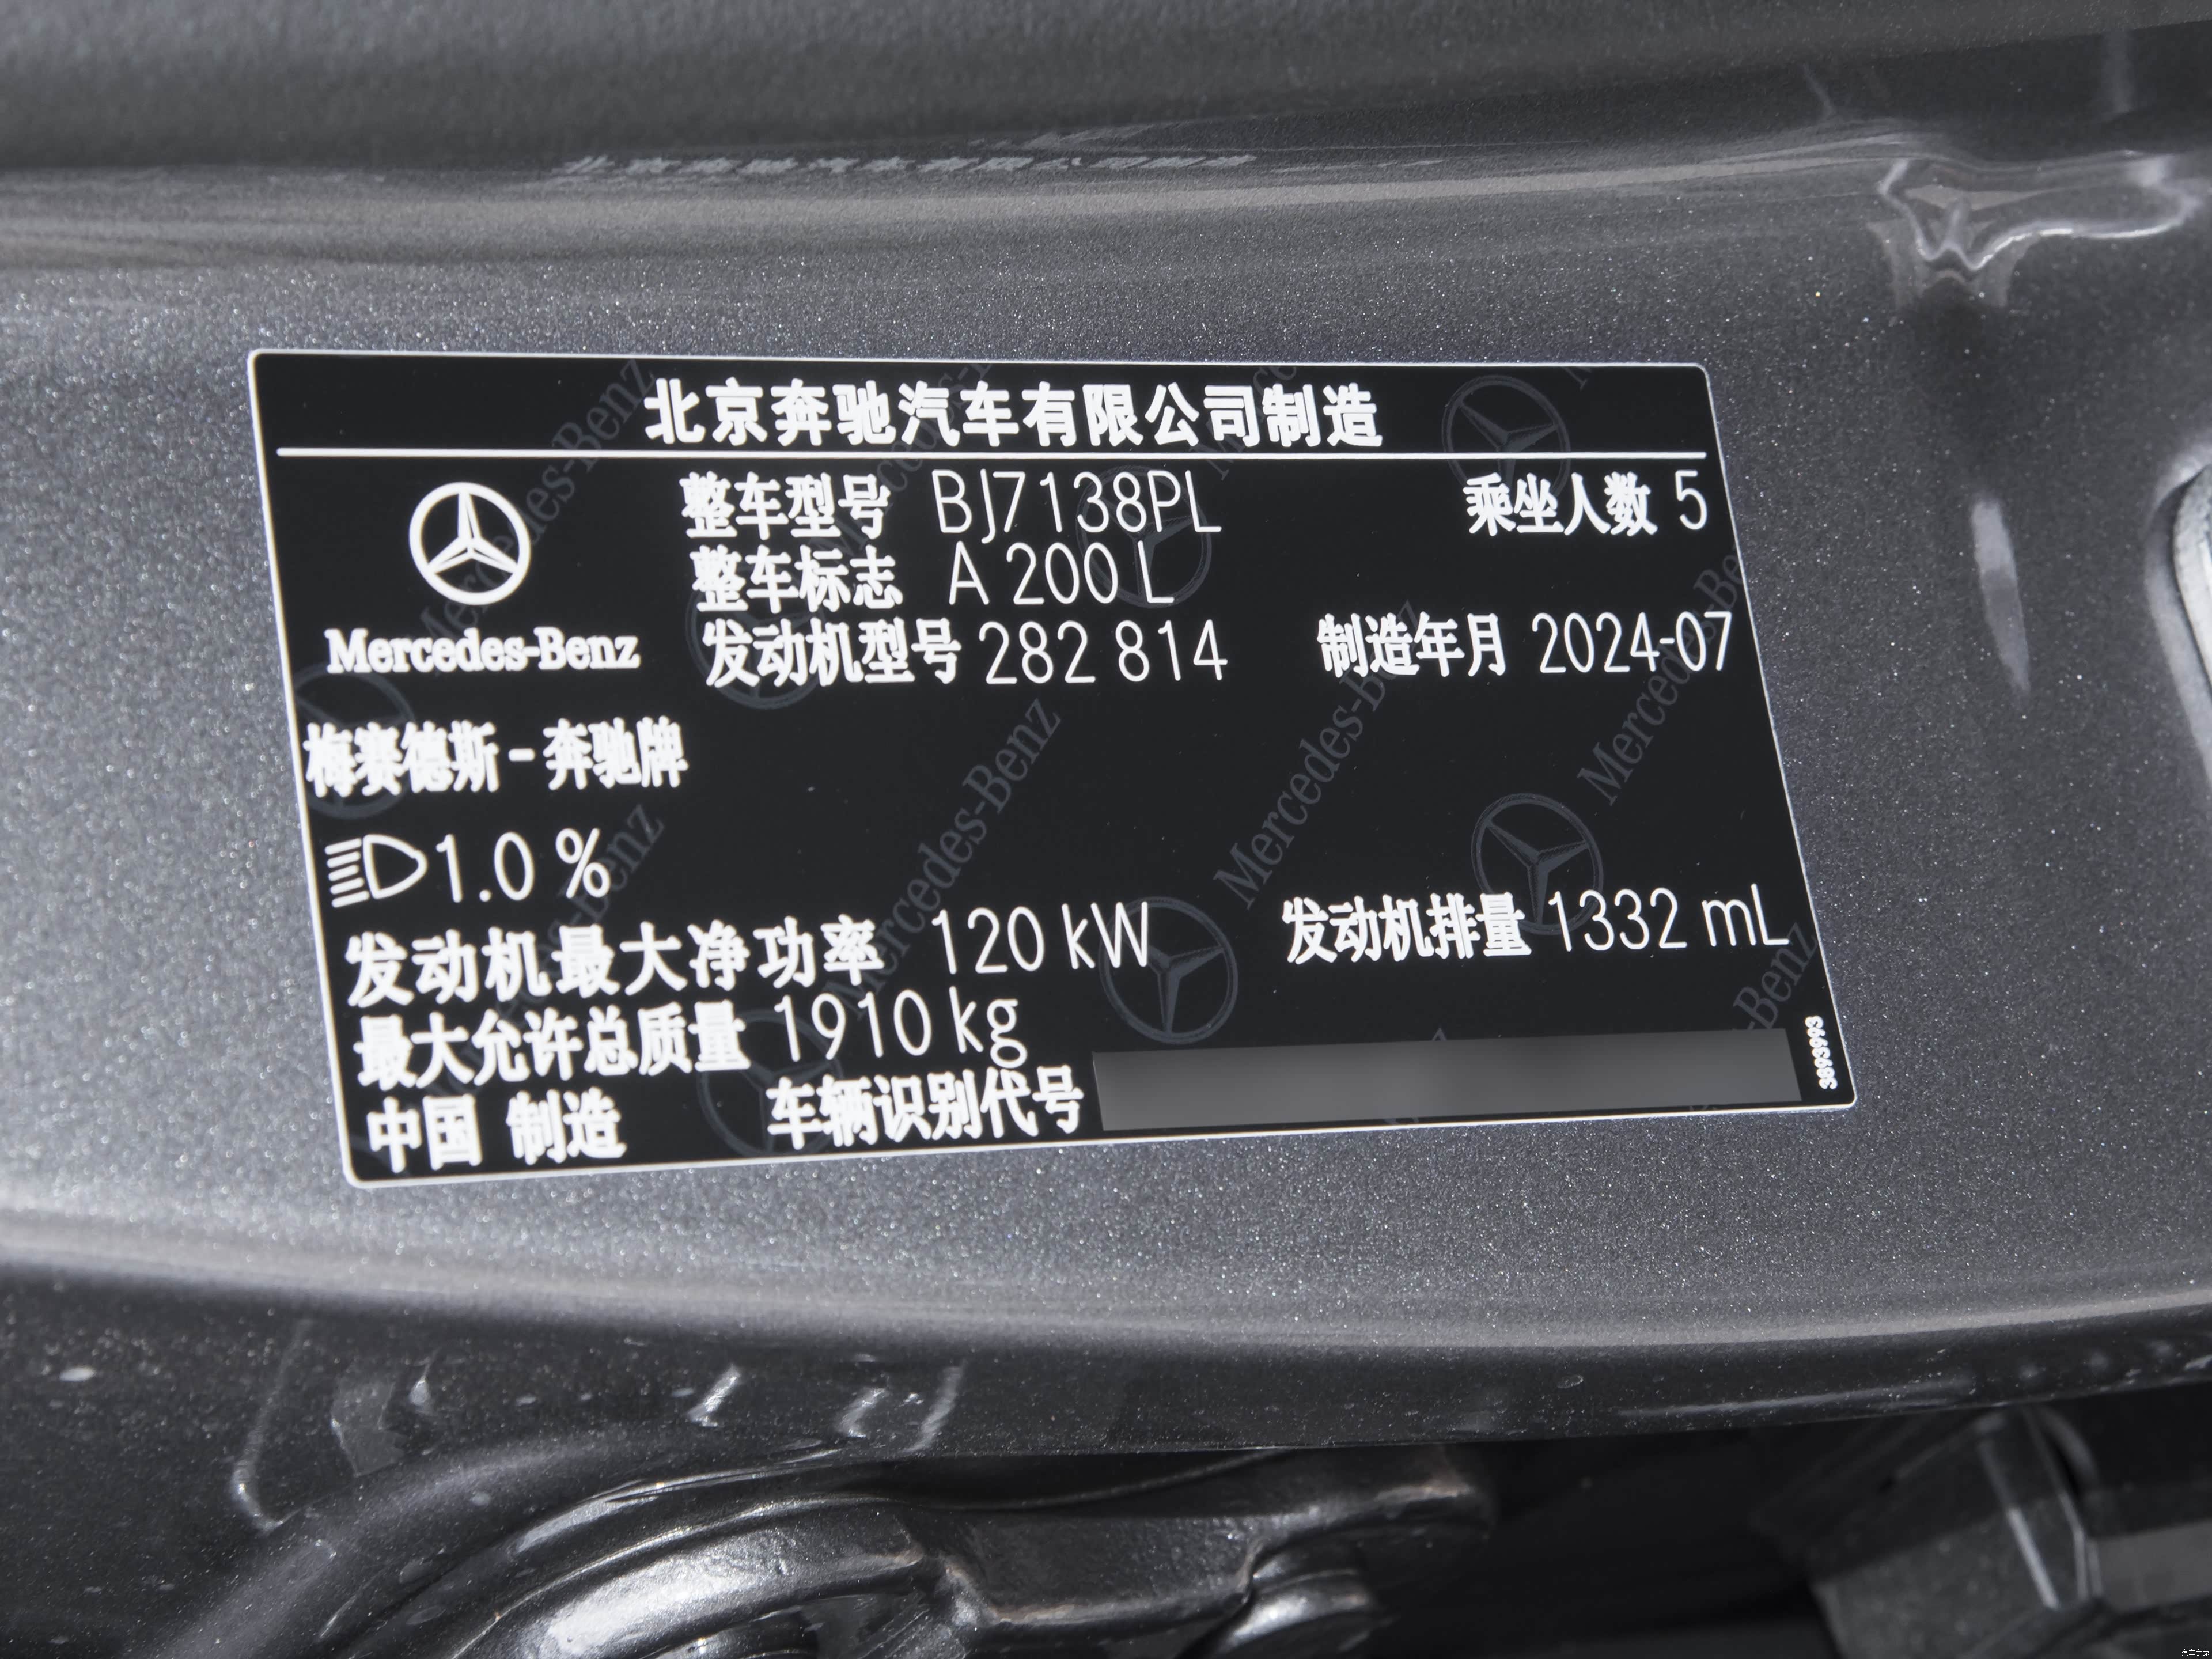 北京奔驰汽车有限公司制造
整车型号 BJ7138PL 乘坐人数 5
整车标志 A 200 L
发动机型号 282 814 制造年月 2024-07
Mercedes-Benz
梅赛德斯-奔驰牌
1.0 %
发动机最大净功率 120 kW 发动机排量 1332 mL
最大允许总质量 1910 kg
中国 制造 车辆识别代号
汽车之家